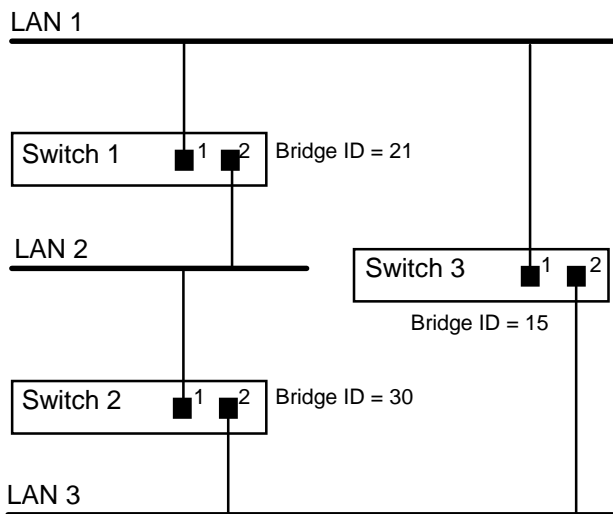 LAN 1
Switch 1
1
2
Bridge ID = 21
LAN 2
Switch 3
1
2
Bridge ID = 15
Switch 2
1
2
Bridge ID = 30
LAN 3